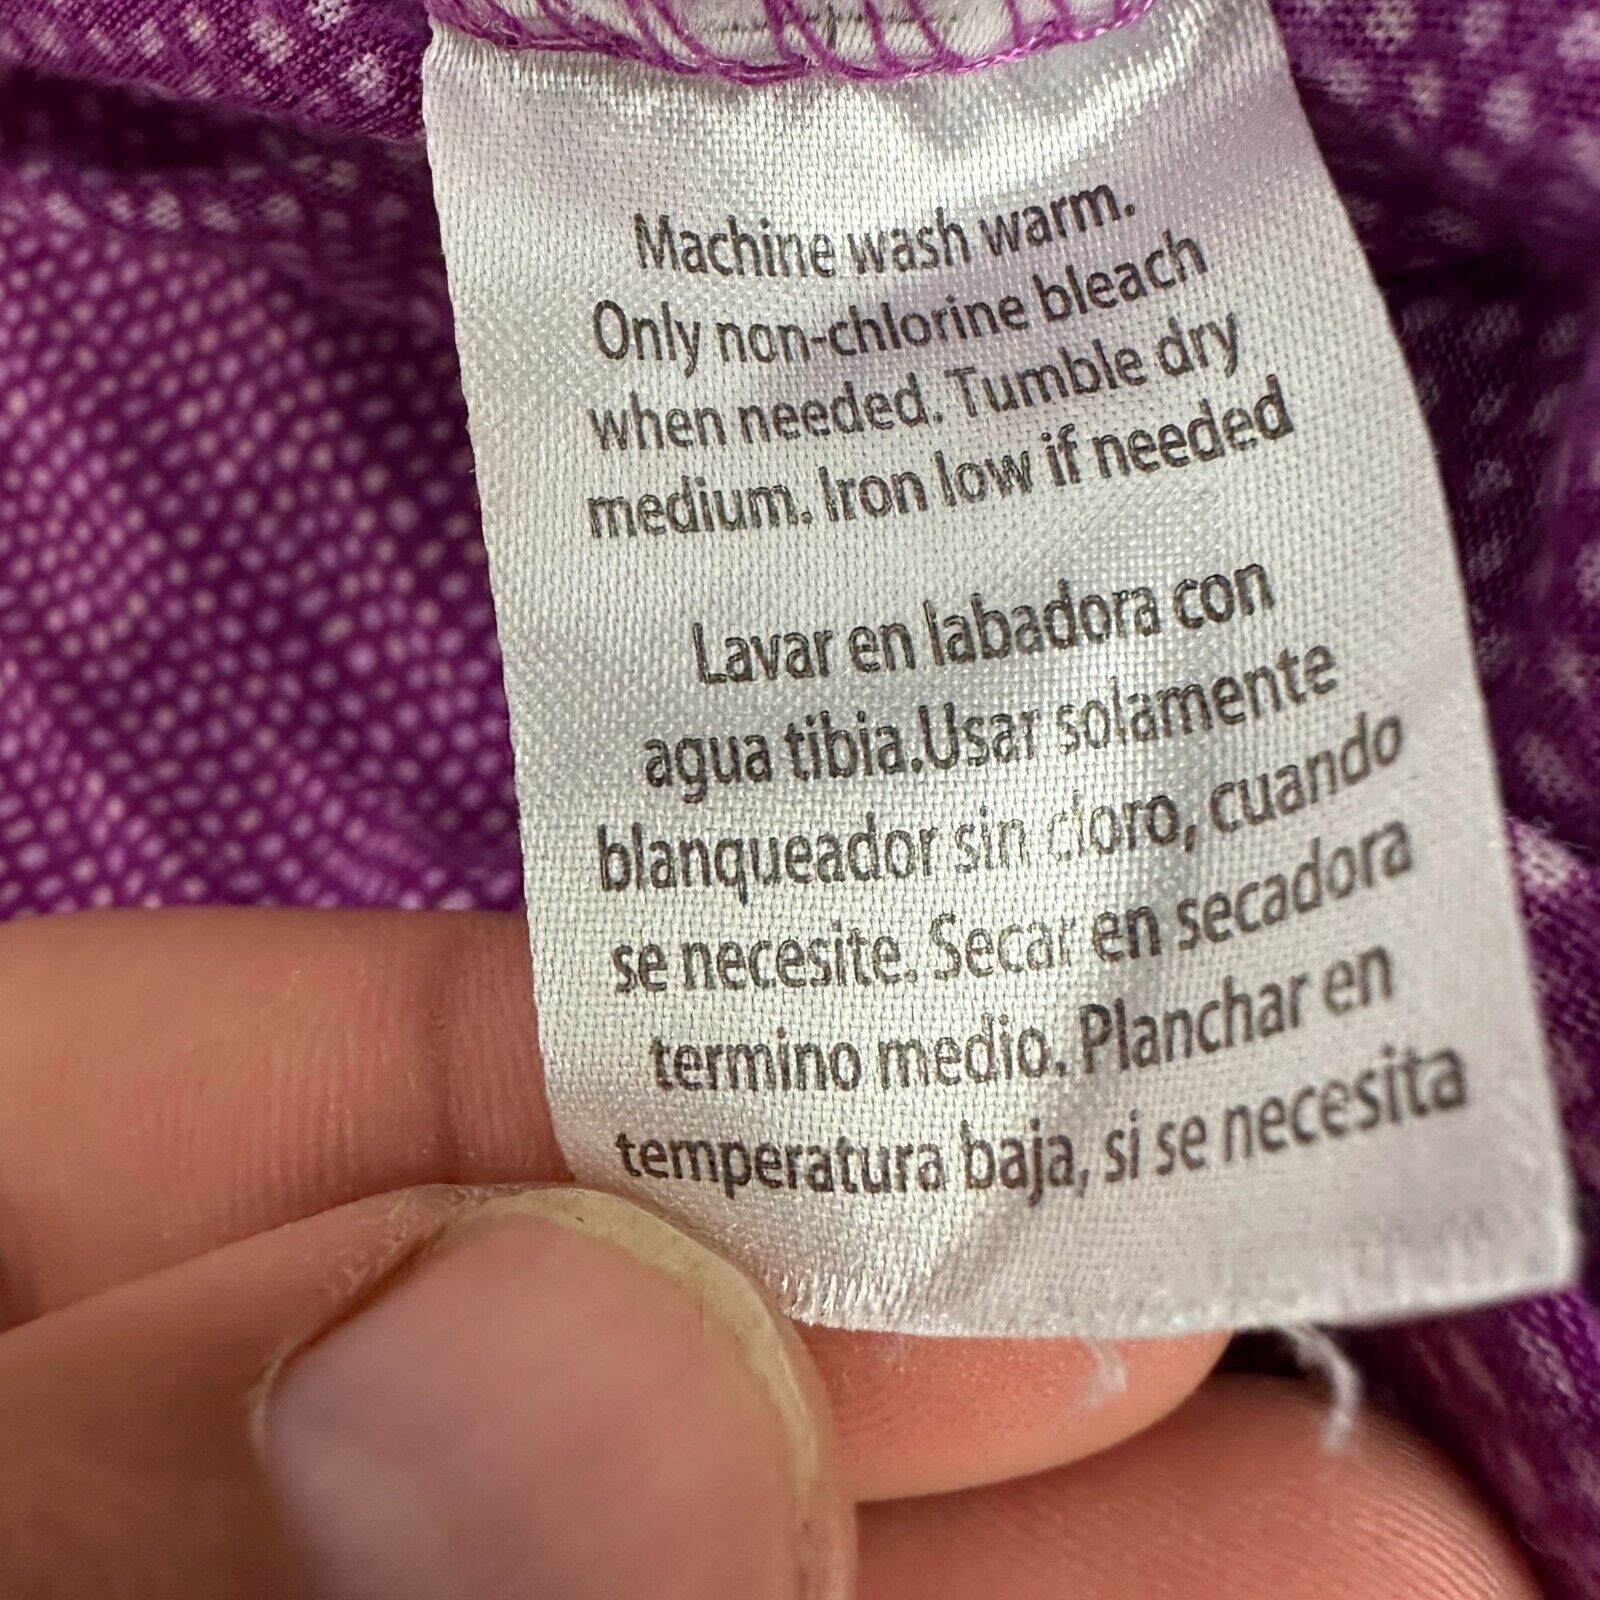 Machine wash warm.
Only non-chlorine bleach
when needed. Tumble dry
medium. Iron low if needed
Lavar en labadora con
agua tibia.Usar solamente
blanqueador sin cloro, cuando
se necesite. Secar en secadora
termino medio. Planchar en
temperatura baja, si se necesita